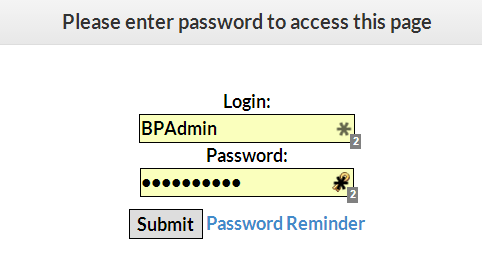 Please enter password to access this page
Login:
BPAdmin
2
Password:
••••••••••
2
Submit Password Reminder